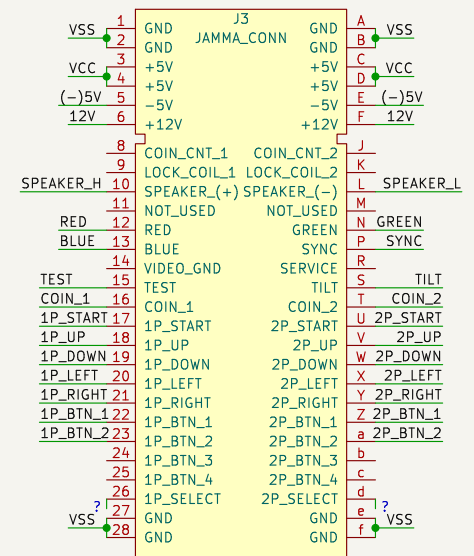 J3
JAMMA_CONN
VSS 1 GND GND A VSS
2 GND GND B
VCC 3 +5V +5V C VCC
4 +5V +5V D
(-)5V 5 -5V -5V E (-)5V
12V 6 +12V +12V F 12V
8 COIN_CNT_1 COIN_CNT_2 J
9 LOCK_COIL_1 LOCK_COIL_2 K
SPEAKER_H 10 SPEAKER_(+) SPEAKER_(-) L SPEAKER_L
11 NOT_USED NOT_USED M
RED 12 RED GREEN N GREEN
BLUE 13 BLUE SYNC P SYNC
14 VIDEO_GND SERVICE R
TEST 15 TEST TILT S TILT
COIN_1 16 COIN_1 COIN_2 T COIN_2
1P_START 17 1P_START 2P_START U 2P_START
1P_UP 18 1P_UP 2P_UP V 2P_UP
1P_DOWN 19 1P_DOWN 2P_DOWN W 2P_DOWN
1P_LEFT 20 1P_LEFT 2P_LEFT X 2P_LEFT
1P_RIGHT 21 1P_RIGHT 2P_RIGHT Y 2P_RIGHT
1P_BTN_1 22 1P_BTN_1 2P_BTN_1 Z 2P_BTN_1
1P_BTN_2 23 1P_BTN_2 2P_BTN_2 a 2P_BTN_2
24 1P_BTN_3 2P_BTN_3 b
25 1P_BTN_4 2P_BTN_4 c
? 26 1P_SELECT 2P_SELECT d ?
VSS 27 GND GND e VSS
28 GND GND f